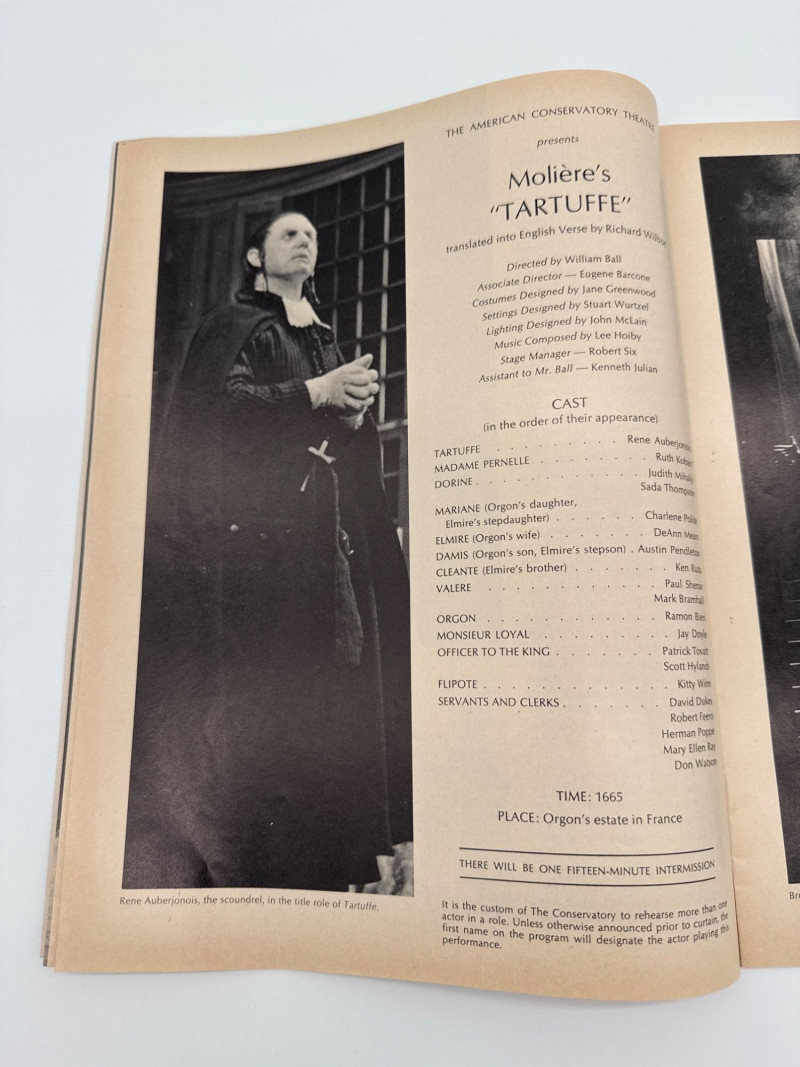 THE AMERICAN CONSERVATORY THEATRE
presents
Molière's
"TARTUFFE"
translated into English Verse by Richard Wilbur
Directed by William Ball
Associate Director — Eugene Barcone
Costumes Designed by Jane Greenwood
Settings Designed by Stuart Wurtzel
Lighting Designed by John McLain
Music Composed by Lee Hoiby
Stage Manager — Robert Six
Assistant to Mr. Ball — Kenneth Julian
CAST
(in the order of their appearance)
TARTUFFE . . . . . . . . . Rene Auberjonois
MADAME PERNELLE . . . . . . . Ruth
DORINE . . . . . . . . . . . . Judith
Sada Thompson
MARIANE (Orgon's daughter,
Elmire's stepdaughter) . . . . . . Charlene
ELMIRE (Orgon's wife) . . . . . . . DeAnn
DAMIS (Orgon's son, Elmire's stepson) . Austin Pendleton
CLEANTE (Elmire's brother) . . . . . . . Ken
VALERE . . . . . . . . . . . Paul
Mark Bramhall
ORGON . . . . . . . . . . . . Ramon
MONSIEUR LOYAL . . . . . . . . . Jay Doyle
OFFICER TO THE KING . . . . . . . Patrick
Scott Hylands
FLIPOTE . . . . . . . . . . . . . Kitty Winn
SERVANTS AND CLERKS . . . . . . . David Dukes
Robert
Herman Poppe
Mary Ellen Ray
Don Watson
TIME: 1665
PLACE: Orgon's estate in France
THERE WILL BE ONE FIFTEEN-MINUTE INTERMISSION
It is the custom of The Conservatory to rehearse more than one
actor in a role. Unless otherwise announced prior to curtain, the
first name on the program will designate the actor playing this
performance.
Rene Auberjonois, the scoundrel, in the title role of Tartuffe.